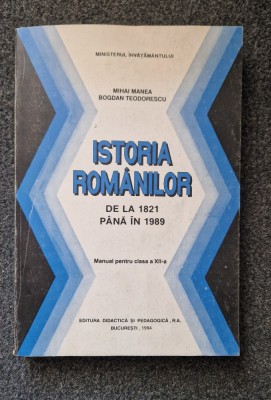 MINISTERUL ÎNVĂŢĂMÂNTULUI
MIHAI MANEA
BOGDAN TEODORESCU
ISTORIA
ROMÂNILOR
DE LA 1821
PÂNĂ ÎN 1989
Manual pentru clasa a XII-a
EDITURA DIDACTICĂ ŞI PEDAGOGICĂ, R.A.
BUCUREŞTI, 1994